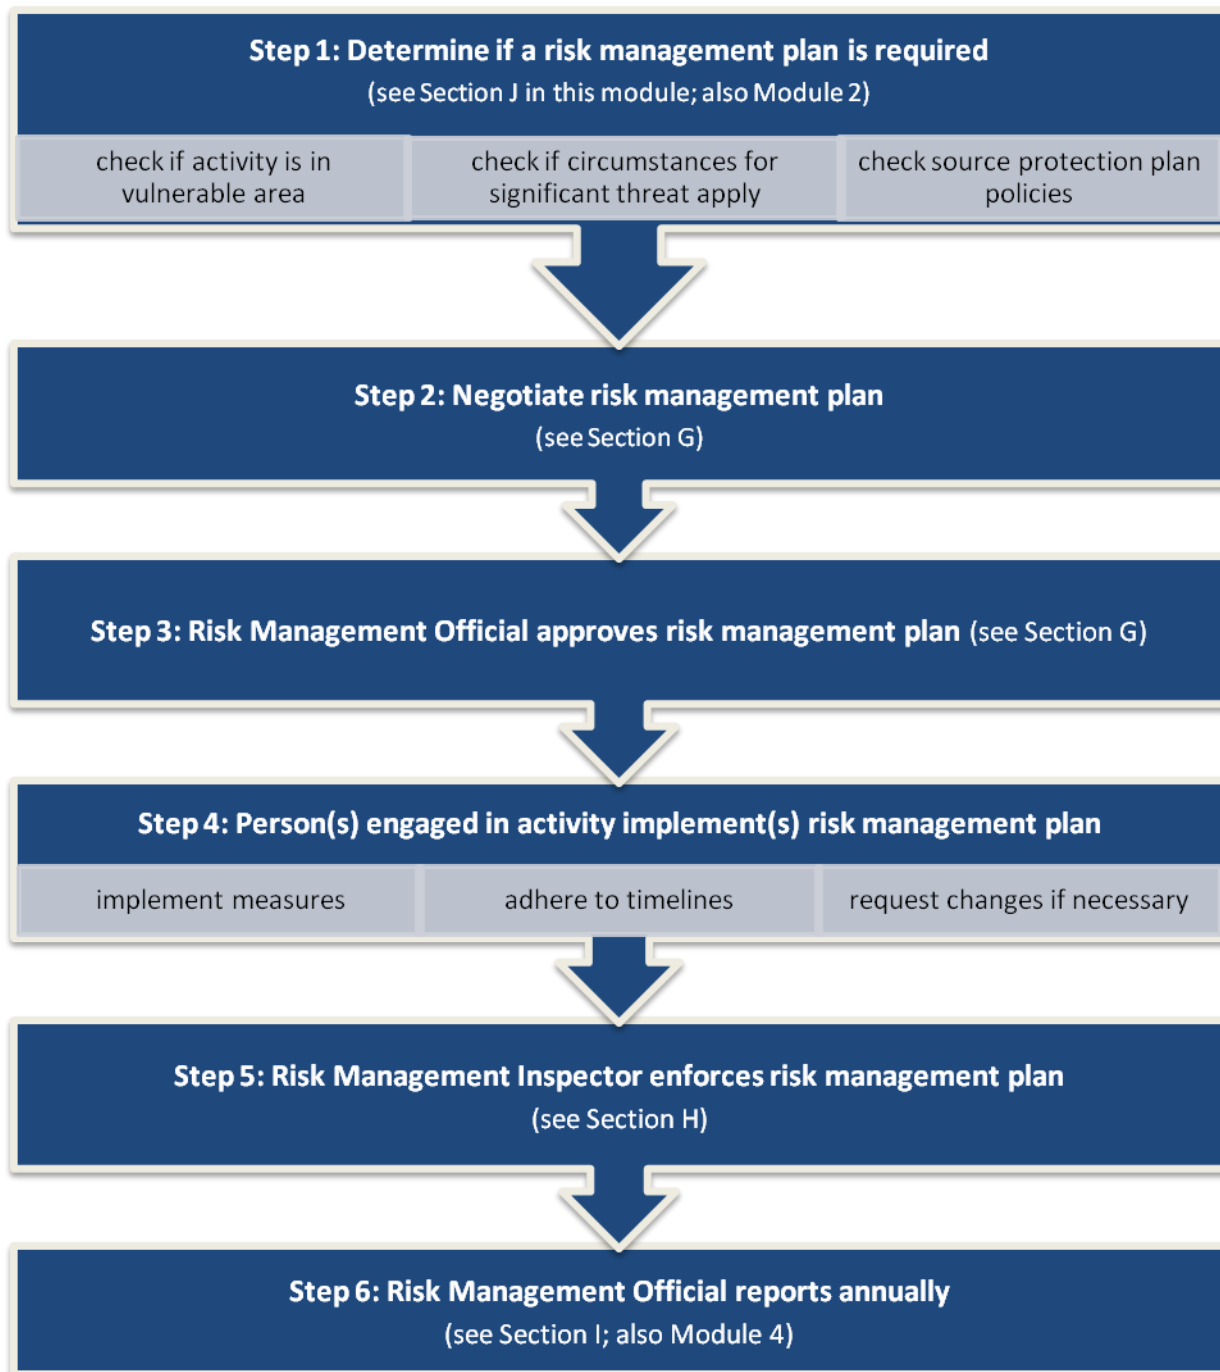 Step 1: Determine if a risk management plan is required
(see Section J in this module; also Module 2)
check if activity is in
vulnerable area
check if circumstances for
significant threat apply
check source protection plan
policies
Step 2: Negotiate risk management plan
(see Section G)
Step 3: Risk Management Official approves risk management plan (see Section G)
Step 4: Person(s) engaged in activity implement(s) risk management plan
implement measures
adhere to timelines
request changes if necessary
Step 5: Risk Management Inspector enforces risk management plan
(see Section H)
Step 6: Risk Management Official reports annually
(see Section I; also Module 4)